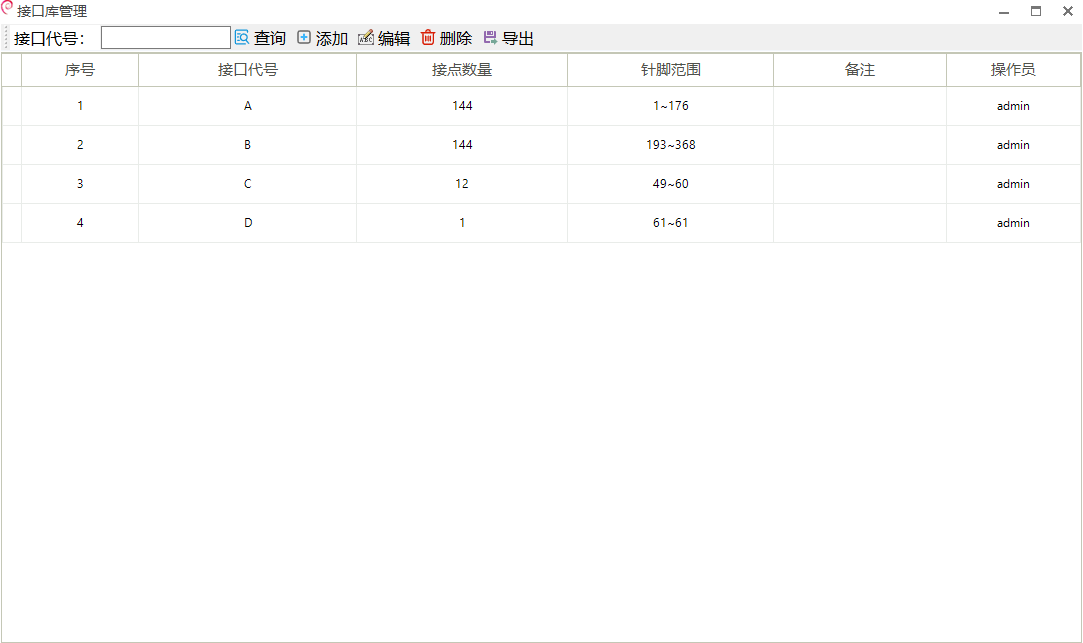 接口库管理
接口代号： 查询 添加 编辑 删除 导出
序号 接口代号 接点数量 针脚范围 备注 操作员
1 A 144 1~176 admin
2 B 144 193~368 admin
3 C 12 49~60 admin
4 D 1 61~61 admin